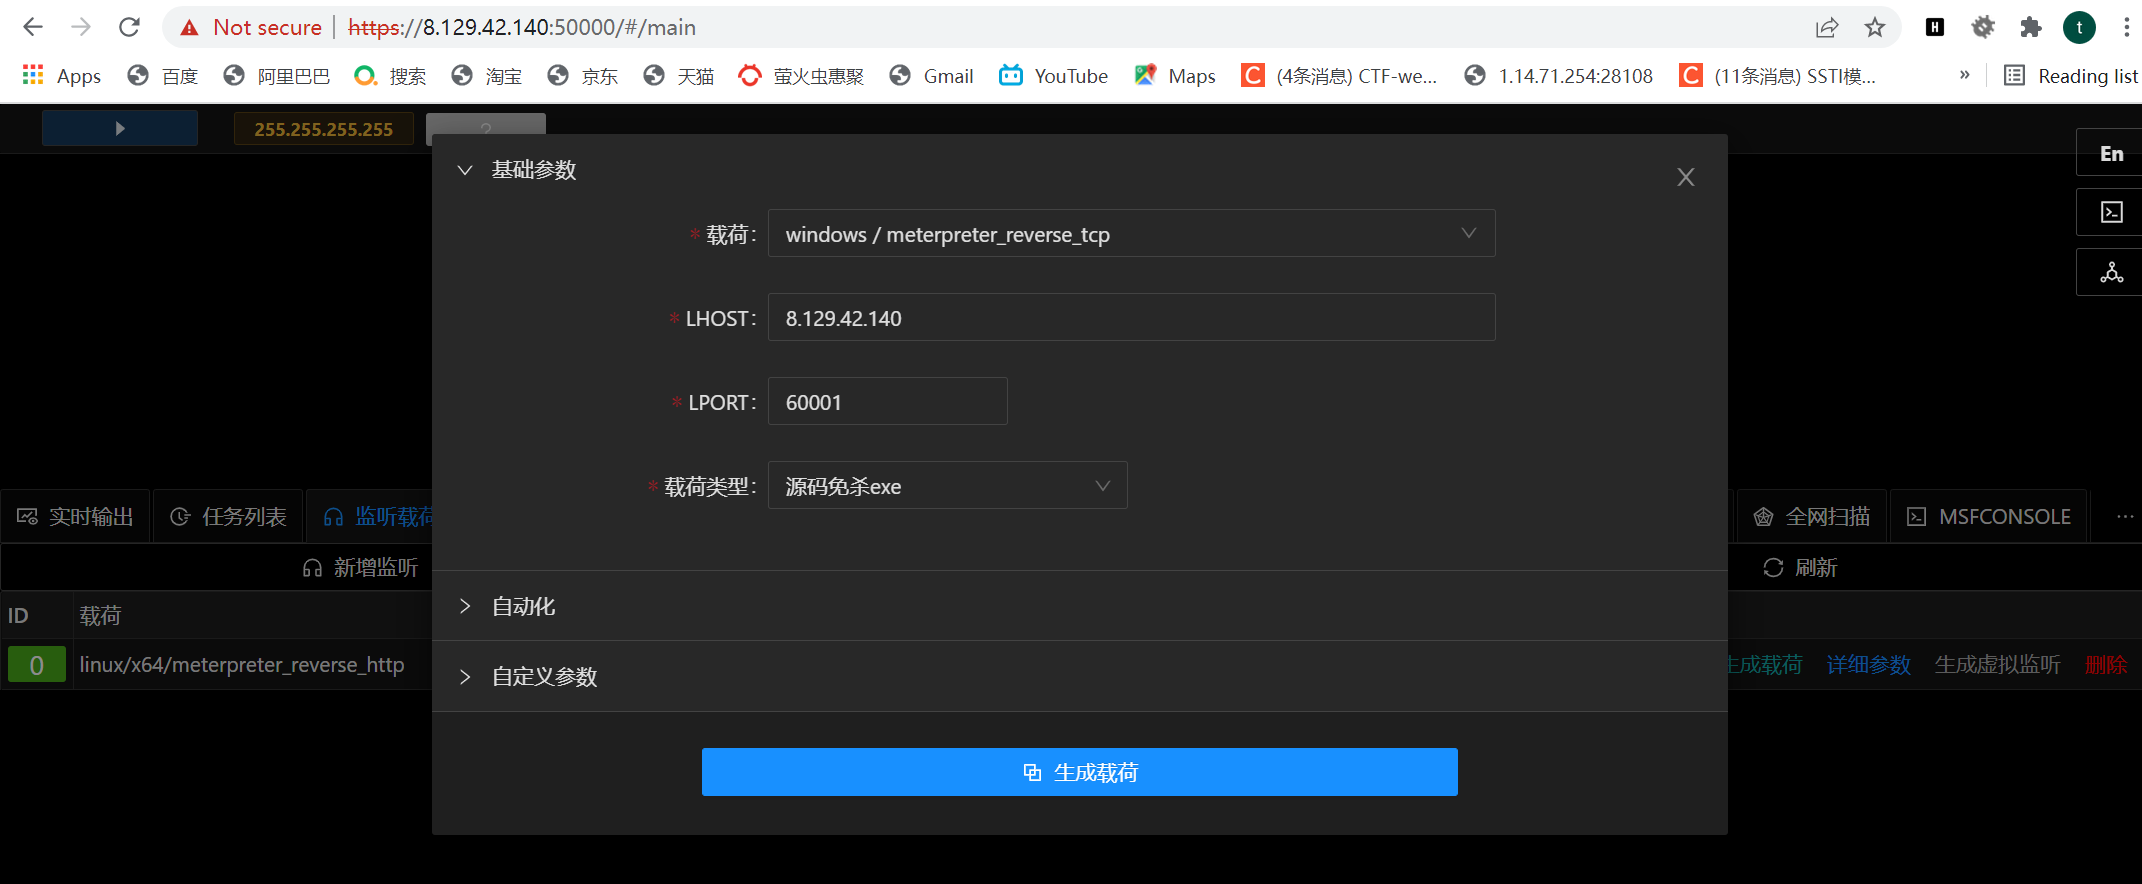 Not secure | https://8.129.42.140:50000/#/main
t
Apps 百度 阿里巴巴 搜索 淘宝 京东 天猫 萤火虫惠聚 Gmail YouTube Maps (4条消息) CTF-we... 1.14.71.254:28108 (11条消息) SSTI模... » Reading list
255.255.255.255
基础参数
X
En
* 载荷: windows / meterpreter_reverse_tcp
* LHOST: 8.129.42.140
* LPORT: 60001
* 载荷类型: 源码免杀exe
实时输出 任务列表 监听载荷 全网扫描 MSFCONSOLE ...
新增监听 刷新
自动化
ID 载荷
0 linux/x64/meterpreter_reverse_http 生成载荷 详细参数 生成虚拟监听 删除
自定义参数
生成载荷